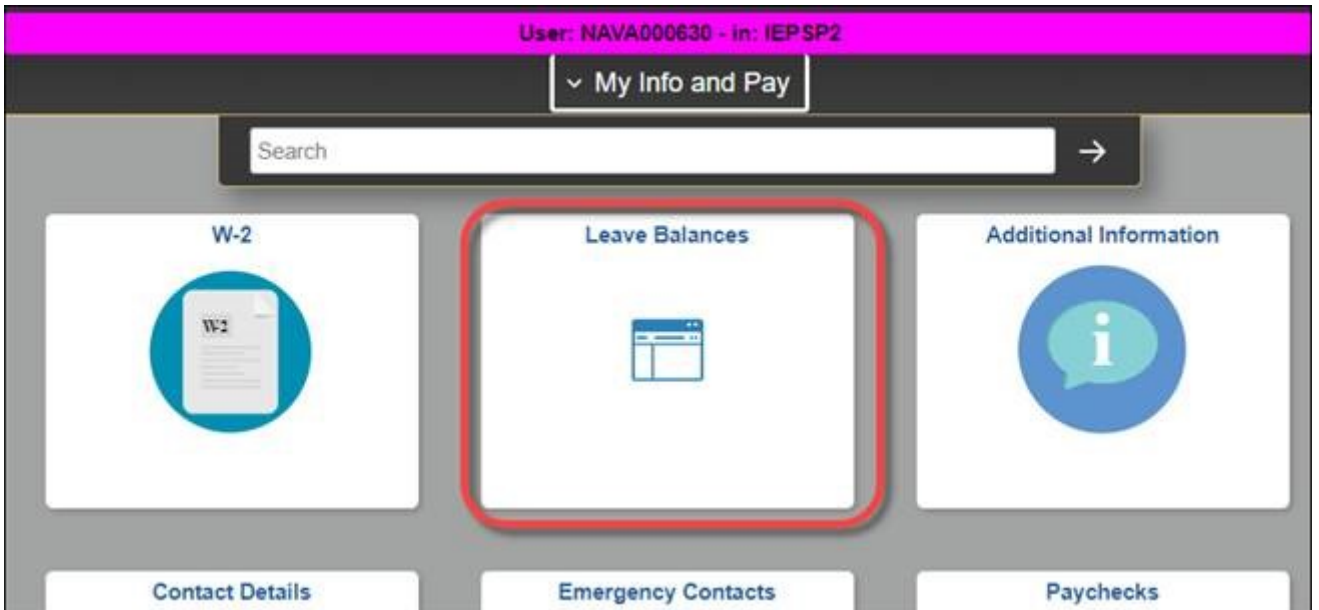 User: NAVA000630 - in: IEPSP2
My Info and Pay
Search
W-2
Leave Balances
Additional Information
W-2
i
Contact Details
Emergency Contacts
Paychecks